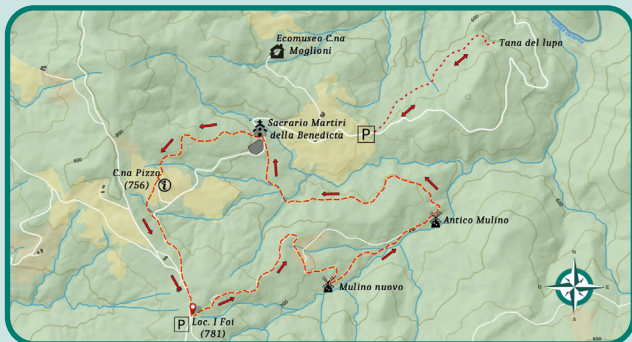 Ecomuseo C.na
Moglioni
Tana del lupo
Sacrario Martiri
della Benedicta
P
C.na Pizzo
(756)
i
Antico Mulino
Mulino nuovo
P
Loc. I Foi
(781)
N